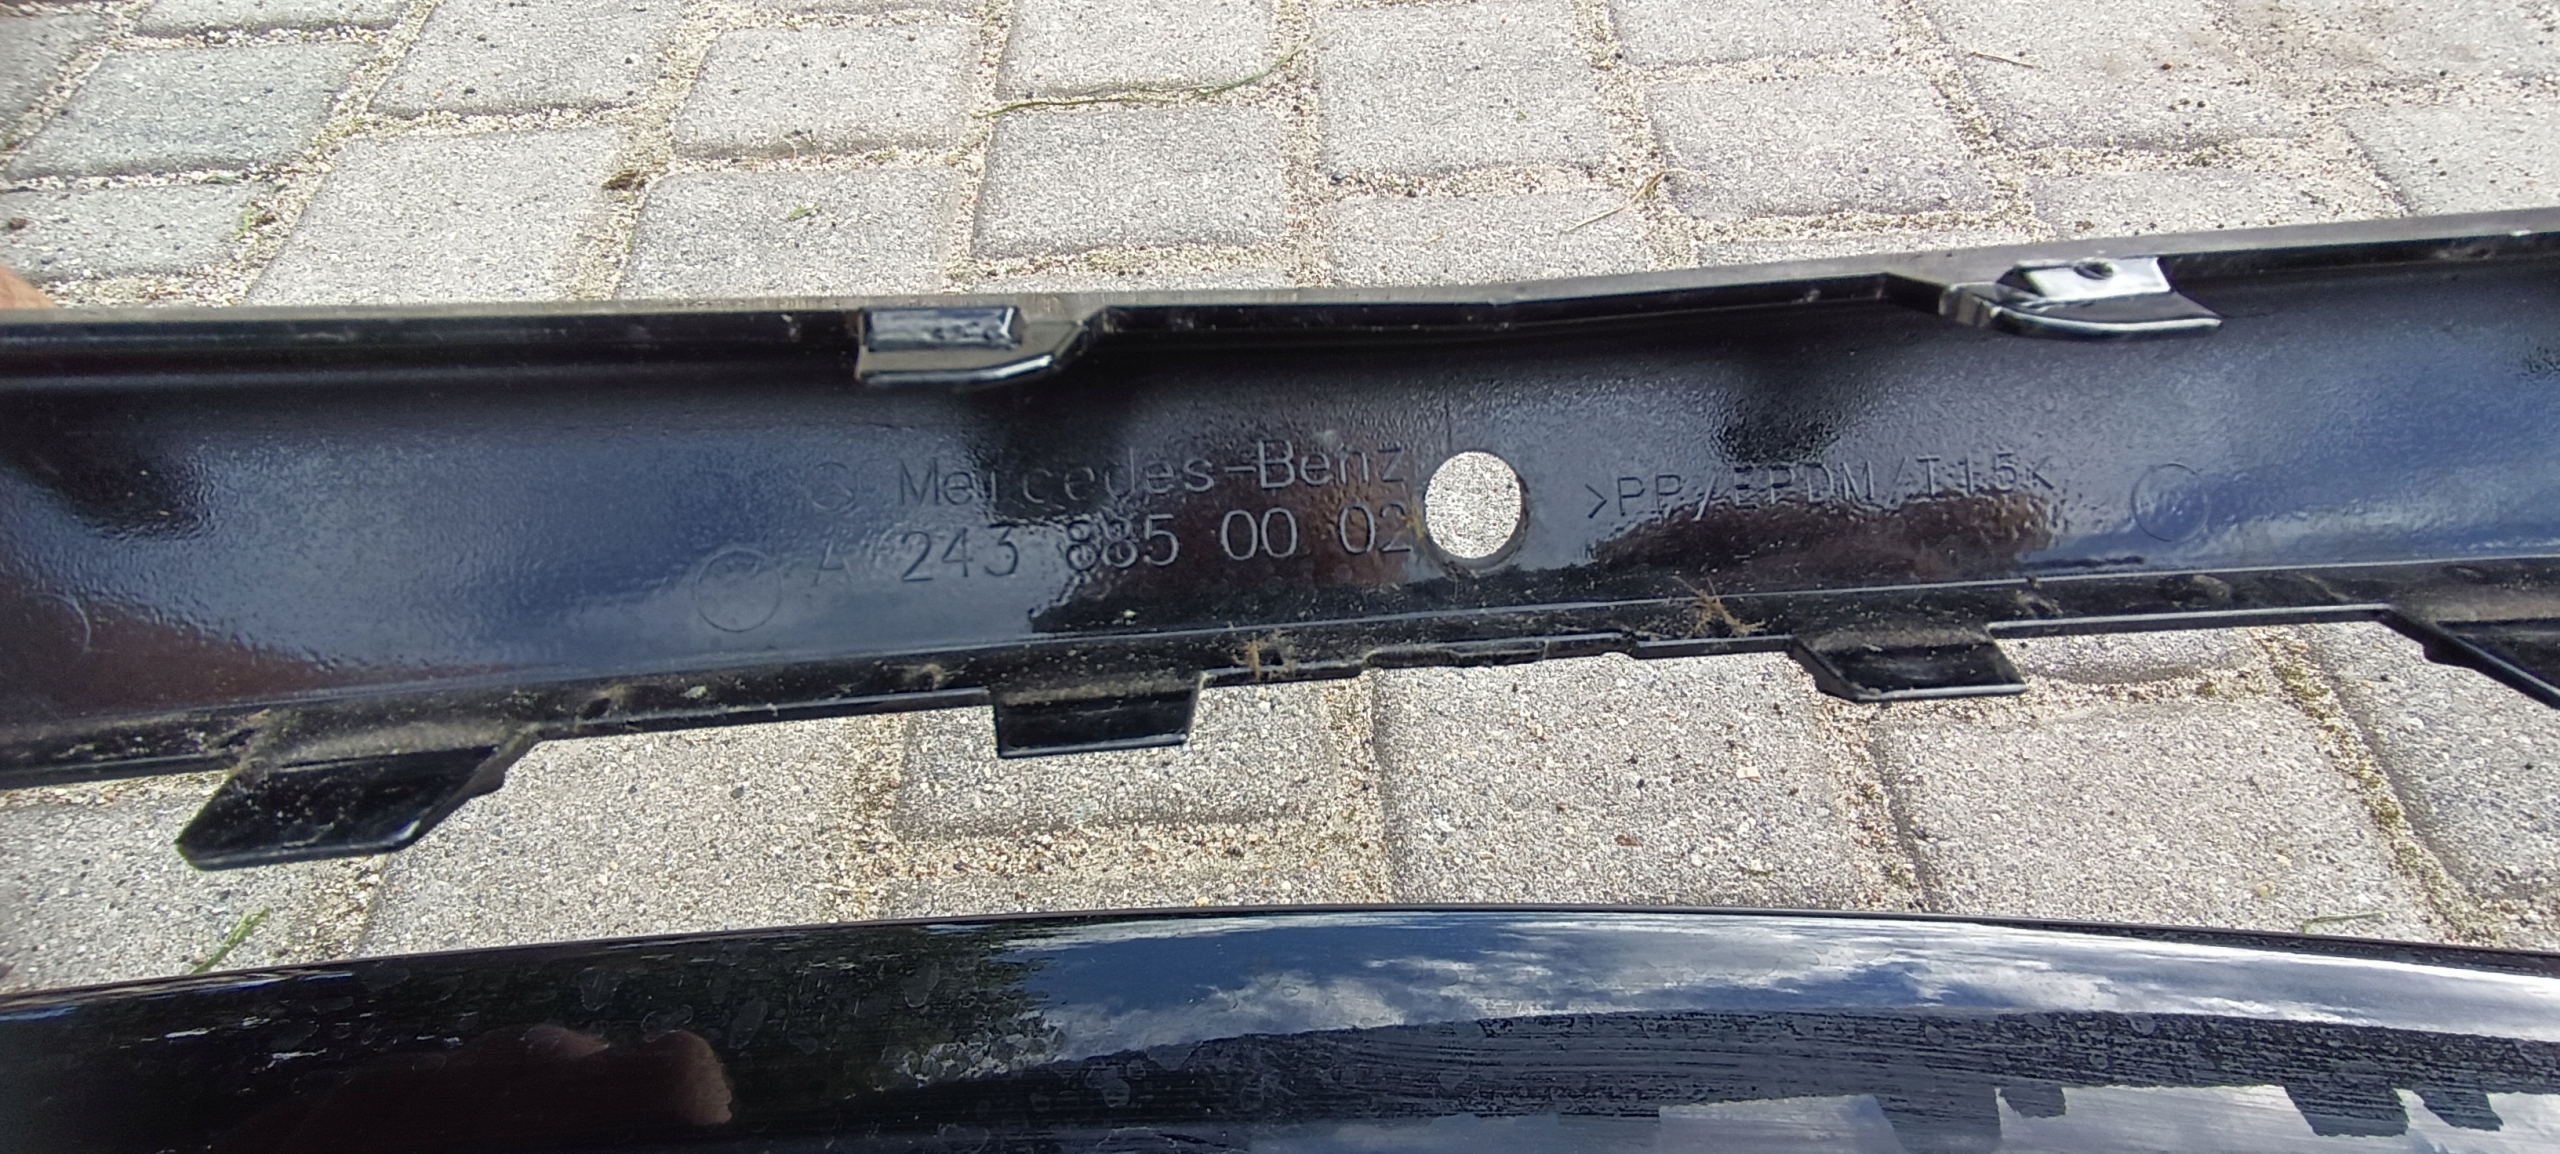 Mercedes-Benz
A 243 885 00 02
>PP/EPDM/T15<